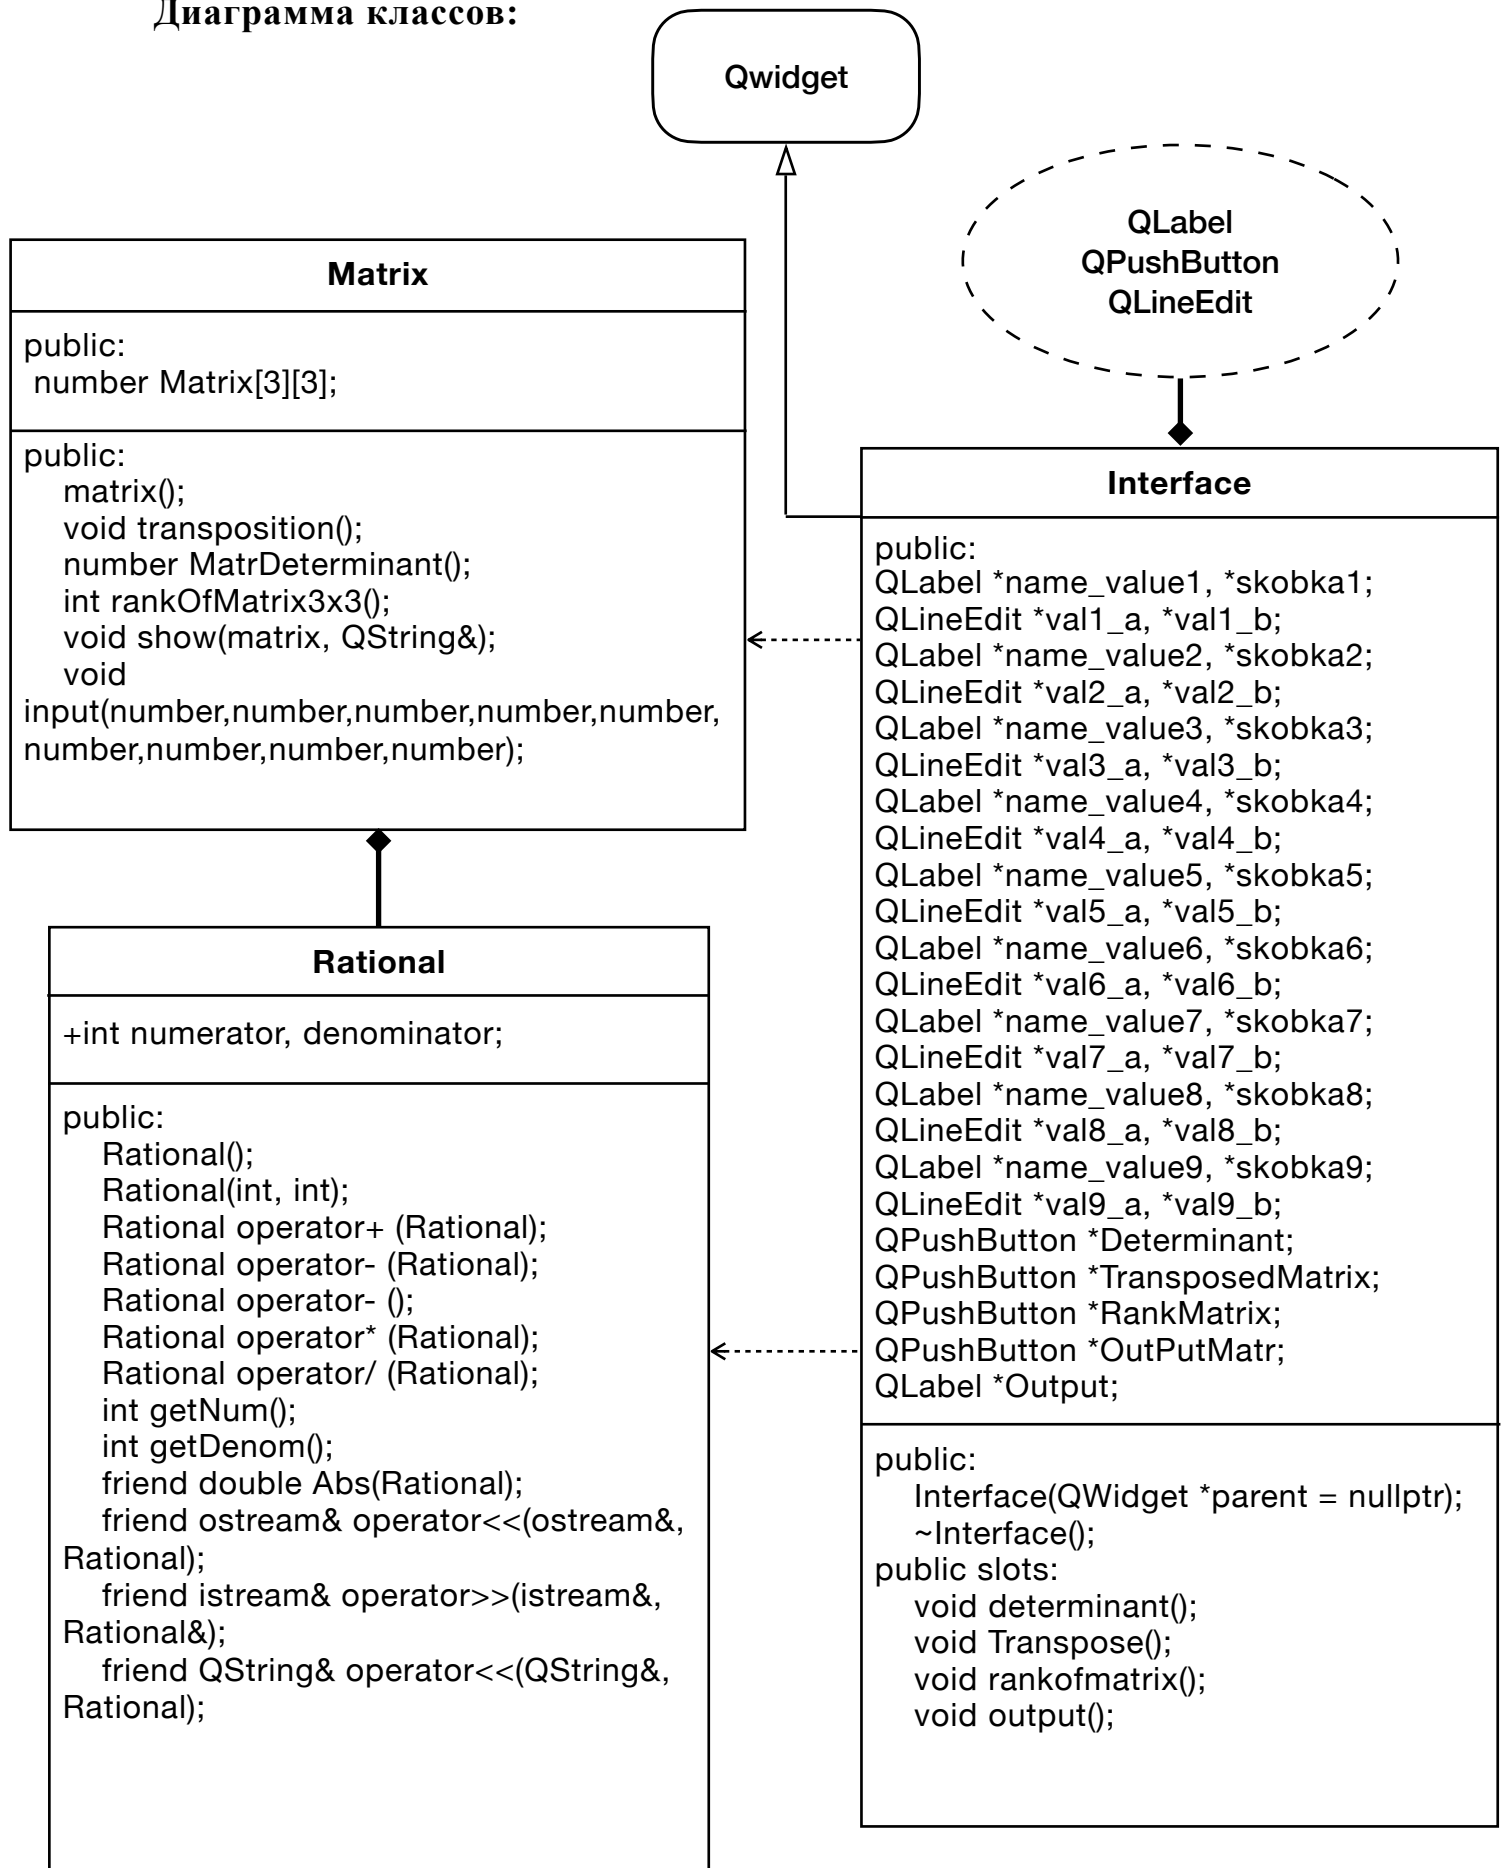 Диаграмма классов:
Qwidget
QLabel
QPushButton
QLineEdit
Matrix
public:
number Matrix[3][3];
public:
matrix();
void transposition();
number MatrDeterminant();
int rankOfMatrix3x3();
void show(matrix, QString&);
void
input(number,number,number,number,number,
number,number,number,number);
Rational
+int numerator, denominator;
public:
Rational();
Rational(int, int);
Rational operator+ (Rational);
Rational operator- (Rational);
Rational operator- ();
Rational operator* (Rational);
Rational operator/ (Rational);
int getNum();
int getDenom();
friend double Abs(Rational);
friend ostream& operator<<(ostream&,
Rational);
friend istream& operator>>(istream&,
Rational&);
friend QString& operator<<(QString&,
Rational);
Interface
public:
QLabel *name_value1, *skobka1;
QLineEdit *val1_a, *val1_b;
QLabel *name_value2, *skobka2;
QLineEdit *val2_a, *val2_b;
QLabel *name_value3, *skobka3;
QLineEdit *val3_a, *val3_b;
QLabel *name_value4, *skobka4;
QLineEdit *val4_a, *val4_b;
QLabel *name_value5, *skobka5;
QLineEdit *val5_a, *val5_b;
QLabel *name_value6, *skobka6;
QLineEdit *val6_a, *val6_b;
QLabel *name_value7, *skobka7;
QLineEdit *val7_a, *val7_b;
QLabel *name_value8, *skobka8;
QLineEdit *val8_a, *val8_b;
QLabel *name_value9, *skobka9;
QLineEdit *val9_a, *val9_b;
QPushButton *Determinant;
QPushButton *TransposedMatrix;
QPushButton *RankMatrix;
QPushButton *OutPutMatr;
QLabel *Output;
public:
Interface(QWidget *parent = nullptr);
~Interface();
public slots:
void determinant();
void Transpose();
void rankofmatrix();
void output();